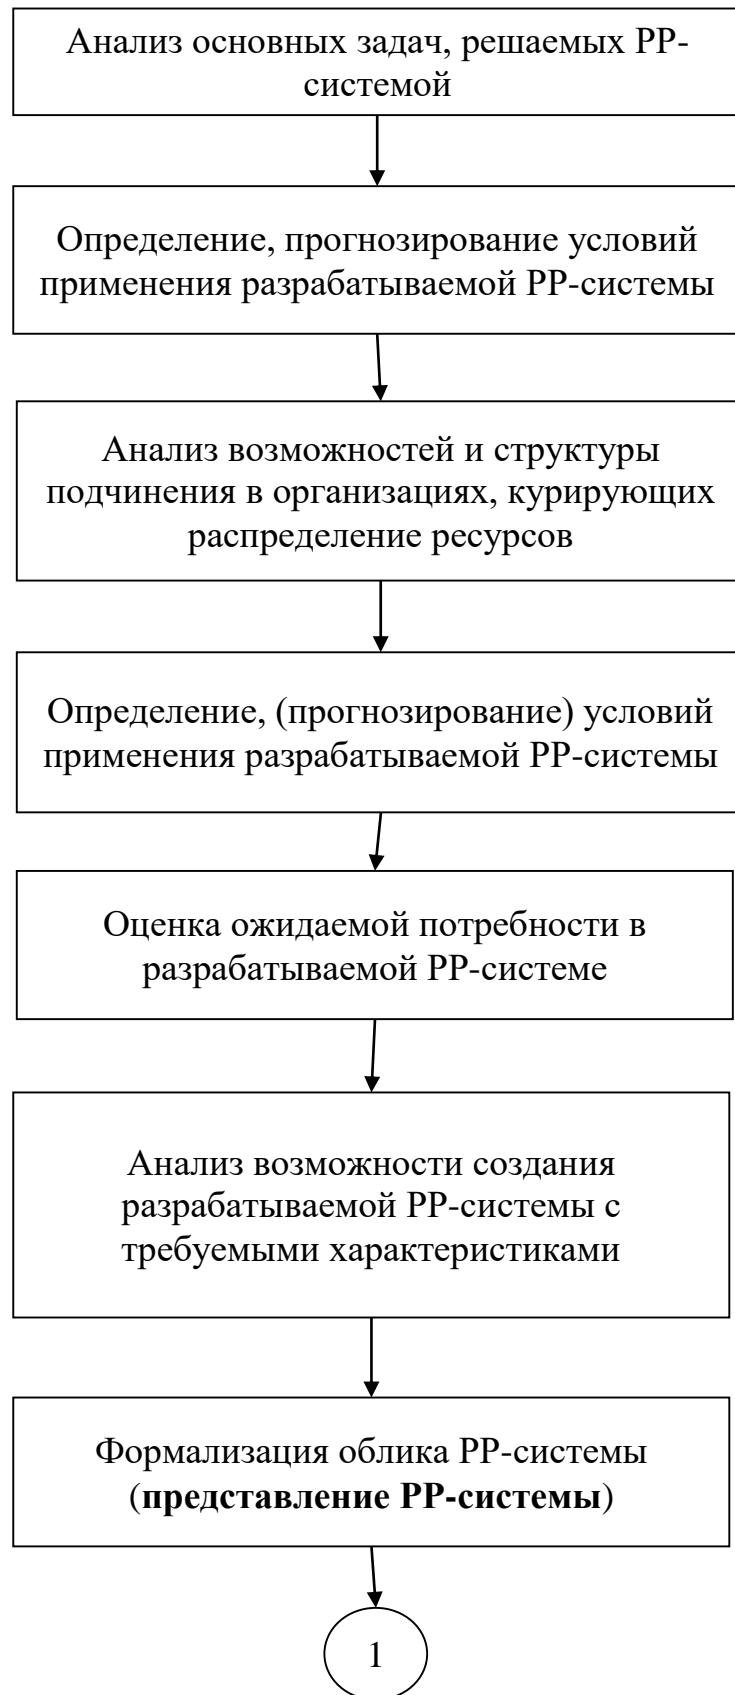 Анализ основных задач, решаемых РР-
системой
Определение, прогнозирование условий
применения разрабатываемой РР-системы
Анализ возможностей и структуры
подчинения в организациях, курирующих
распределение ресурсов
Определение, (прогнозирование) условий
применения разрабатываемой РР-системы
Оценка ожидаемой потребности в
разрабатываемой РР-системе
Анализ возможности создания
разрабатываемой РР-системы с
требуемыми характеристиками
Формализация облика РР-системы
(представление РР-системы)
1